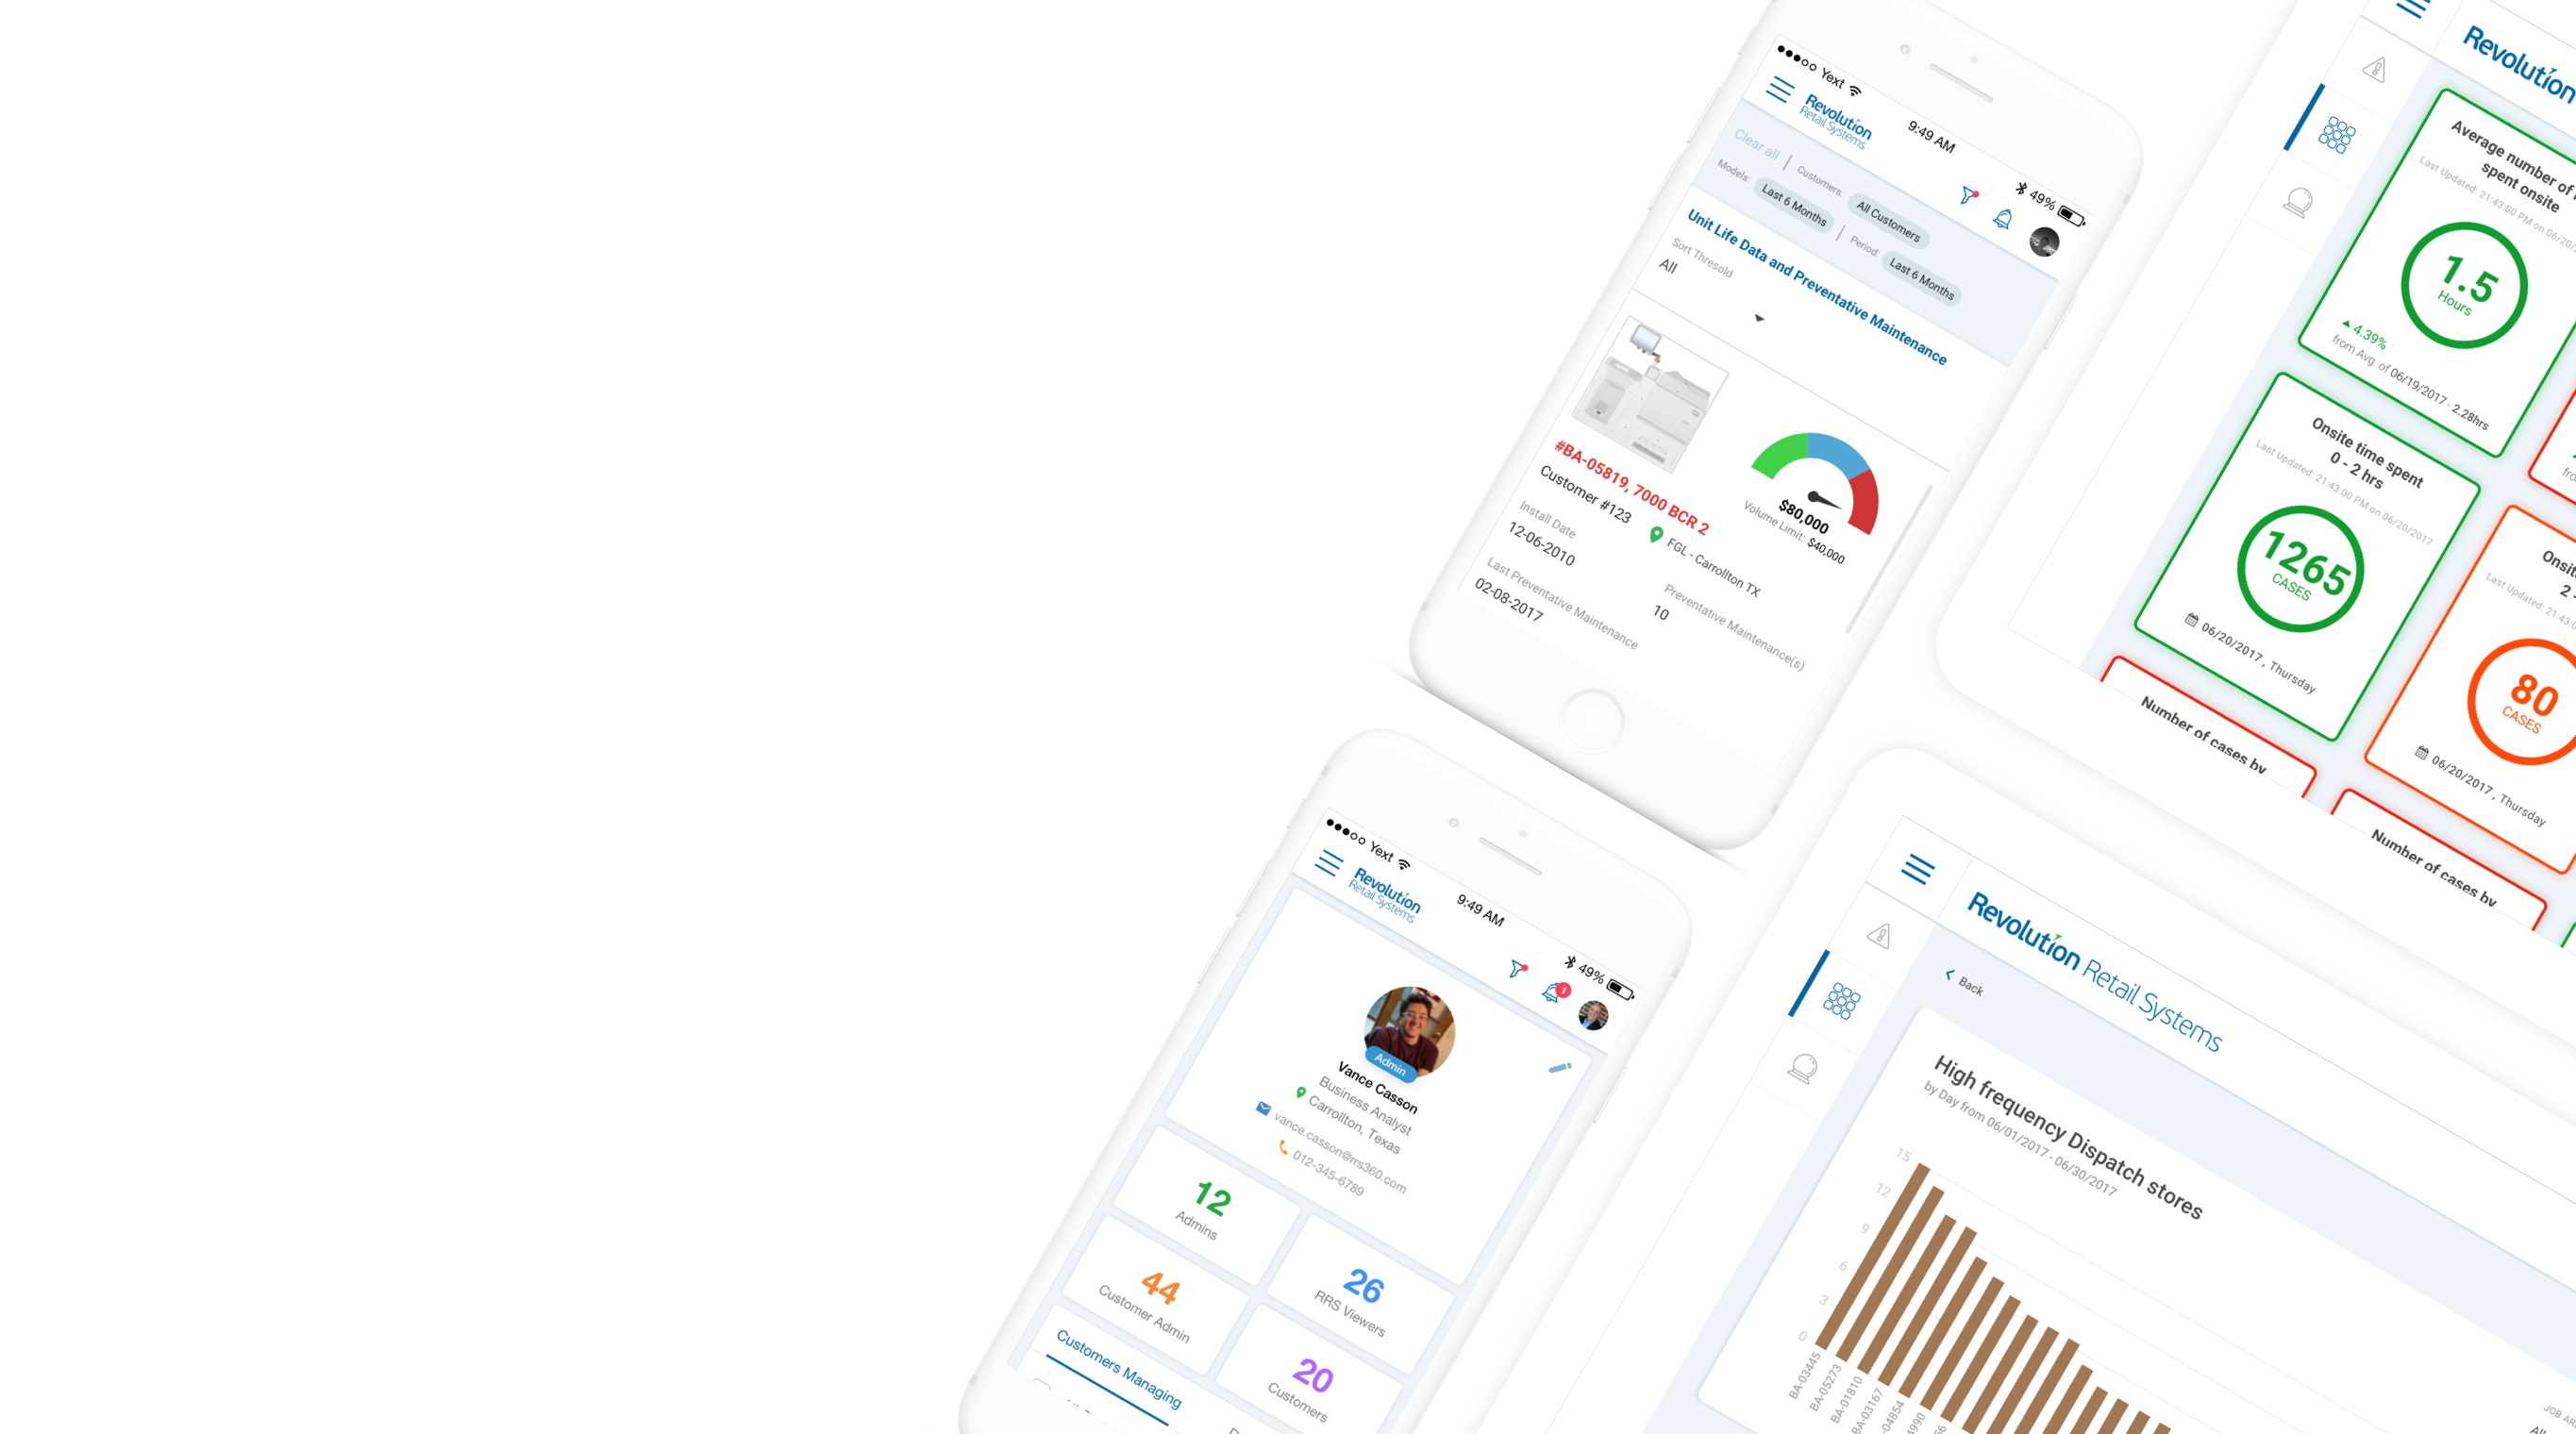 Yext
9:49 AM
49%
Revolution
Retail Systems
Clear all
Customers:
All Customers
Models:
Last 6 Months
Period:
Last 6 Months
Unit Life Data and Preventative Maintenance
Sort Thresold
All
#BA-05819, 7000 BCR 2
Customer #123
FGL - Carrollton TX
$80,000
Volume Limit: $40,000
Install Date
12-06-2010
Preventative Maintenance(s)
10
Last Preventative Maintenance
02-08-2017
Revolution
Average number of
spent onsite
Last Updated: 21:43:00 PM on 06/20/
1.5
Hours
4.39%
from Avg. of 06/19/2017 - 2.28hrs
Onsite time spent
0 - 2 hrs
Last Updated: 21:43:00 PM on 06/20/2017
1265
CASES
06/20/2017 , Thursday
2 -
Last Updated: 21:43:0
80
CASES
06/20/2017 , Thursday
Number of cases by
Number of cases by
Yext
9:49 AM
49%
Revolution
Retail Systems
1
Admin
Vance Casson
Business Analyst
Carrollton, Texas
vance.casson@rrs360.com
012-345-6789
12
Admins
26
RRS Viewers
44
Customer Admin
20
Customers
Customers Managing
Revolution Retail Systems
Back
High frequency Dispatch stores
by Day from 06/01/2017 - 06/30/2017
15
12
9
6
3
0
BA-03445
BA-05273
BA-01810
BA-03167
-04854
4990
JOB AR